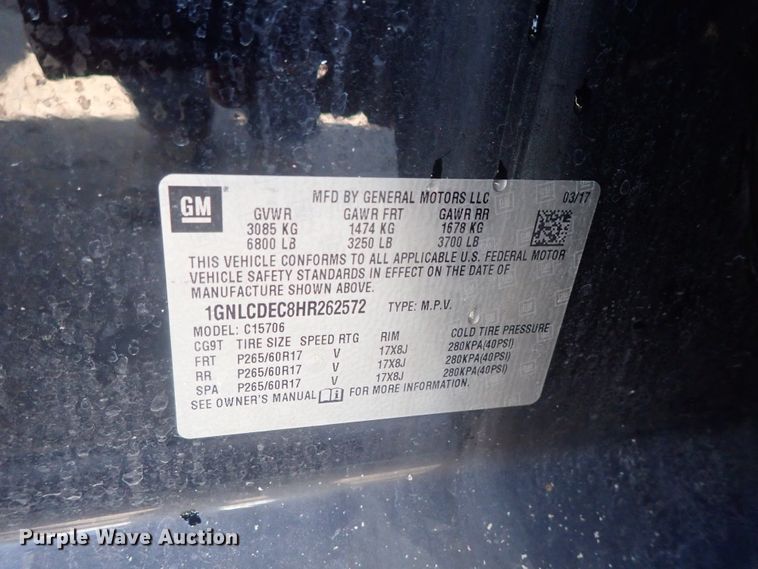 GM
MFD BY GENERAL MOTORS LLC 03/17
GVWR GAWR FRT GAWR RR
3085 KG 1474 KG 1678 KG
6800 LB 3250 LB 3700 LB
THIS VEHICLE CONFORMS TO ALL APPLICABLE U.S. FEDERAL MOTOR
VEHICLE SAFETY STANDARDS IN EFFECT ON THE DATE OF
MANUFACTURE SHOWN ABOVE.
1GNLCDEC8HR262572 TYPE: M.P.V.
MODEL: C15706
CG9T TIRE SIZE SPEED RTG RIM COLD TIRE PRESSURE
FRT P265/60R17 V 17X8J 280KPA(40PSI)
RR P265/60R17 V 17X8J 280KPA(40PSI)
SPA P265/60R17 V 17X8J 280KPA(40PSI)
SEE OWNER'S MANUAL i FOR MORE INFORMATION.
Purple Wave Auction
Purple Wave Auction